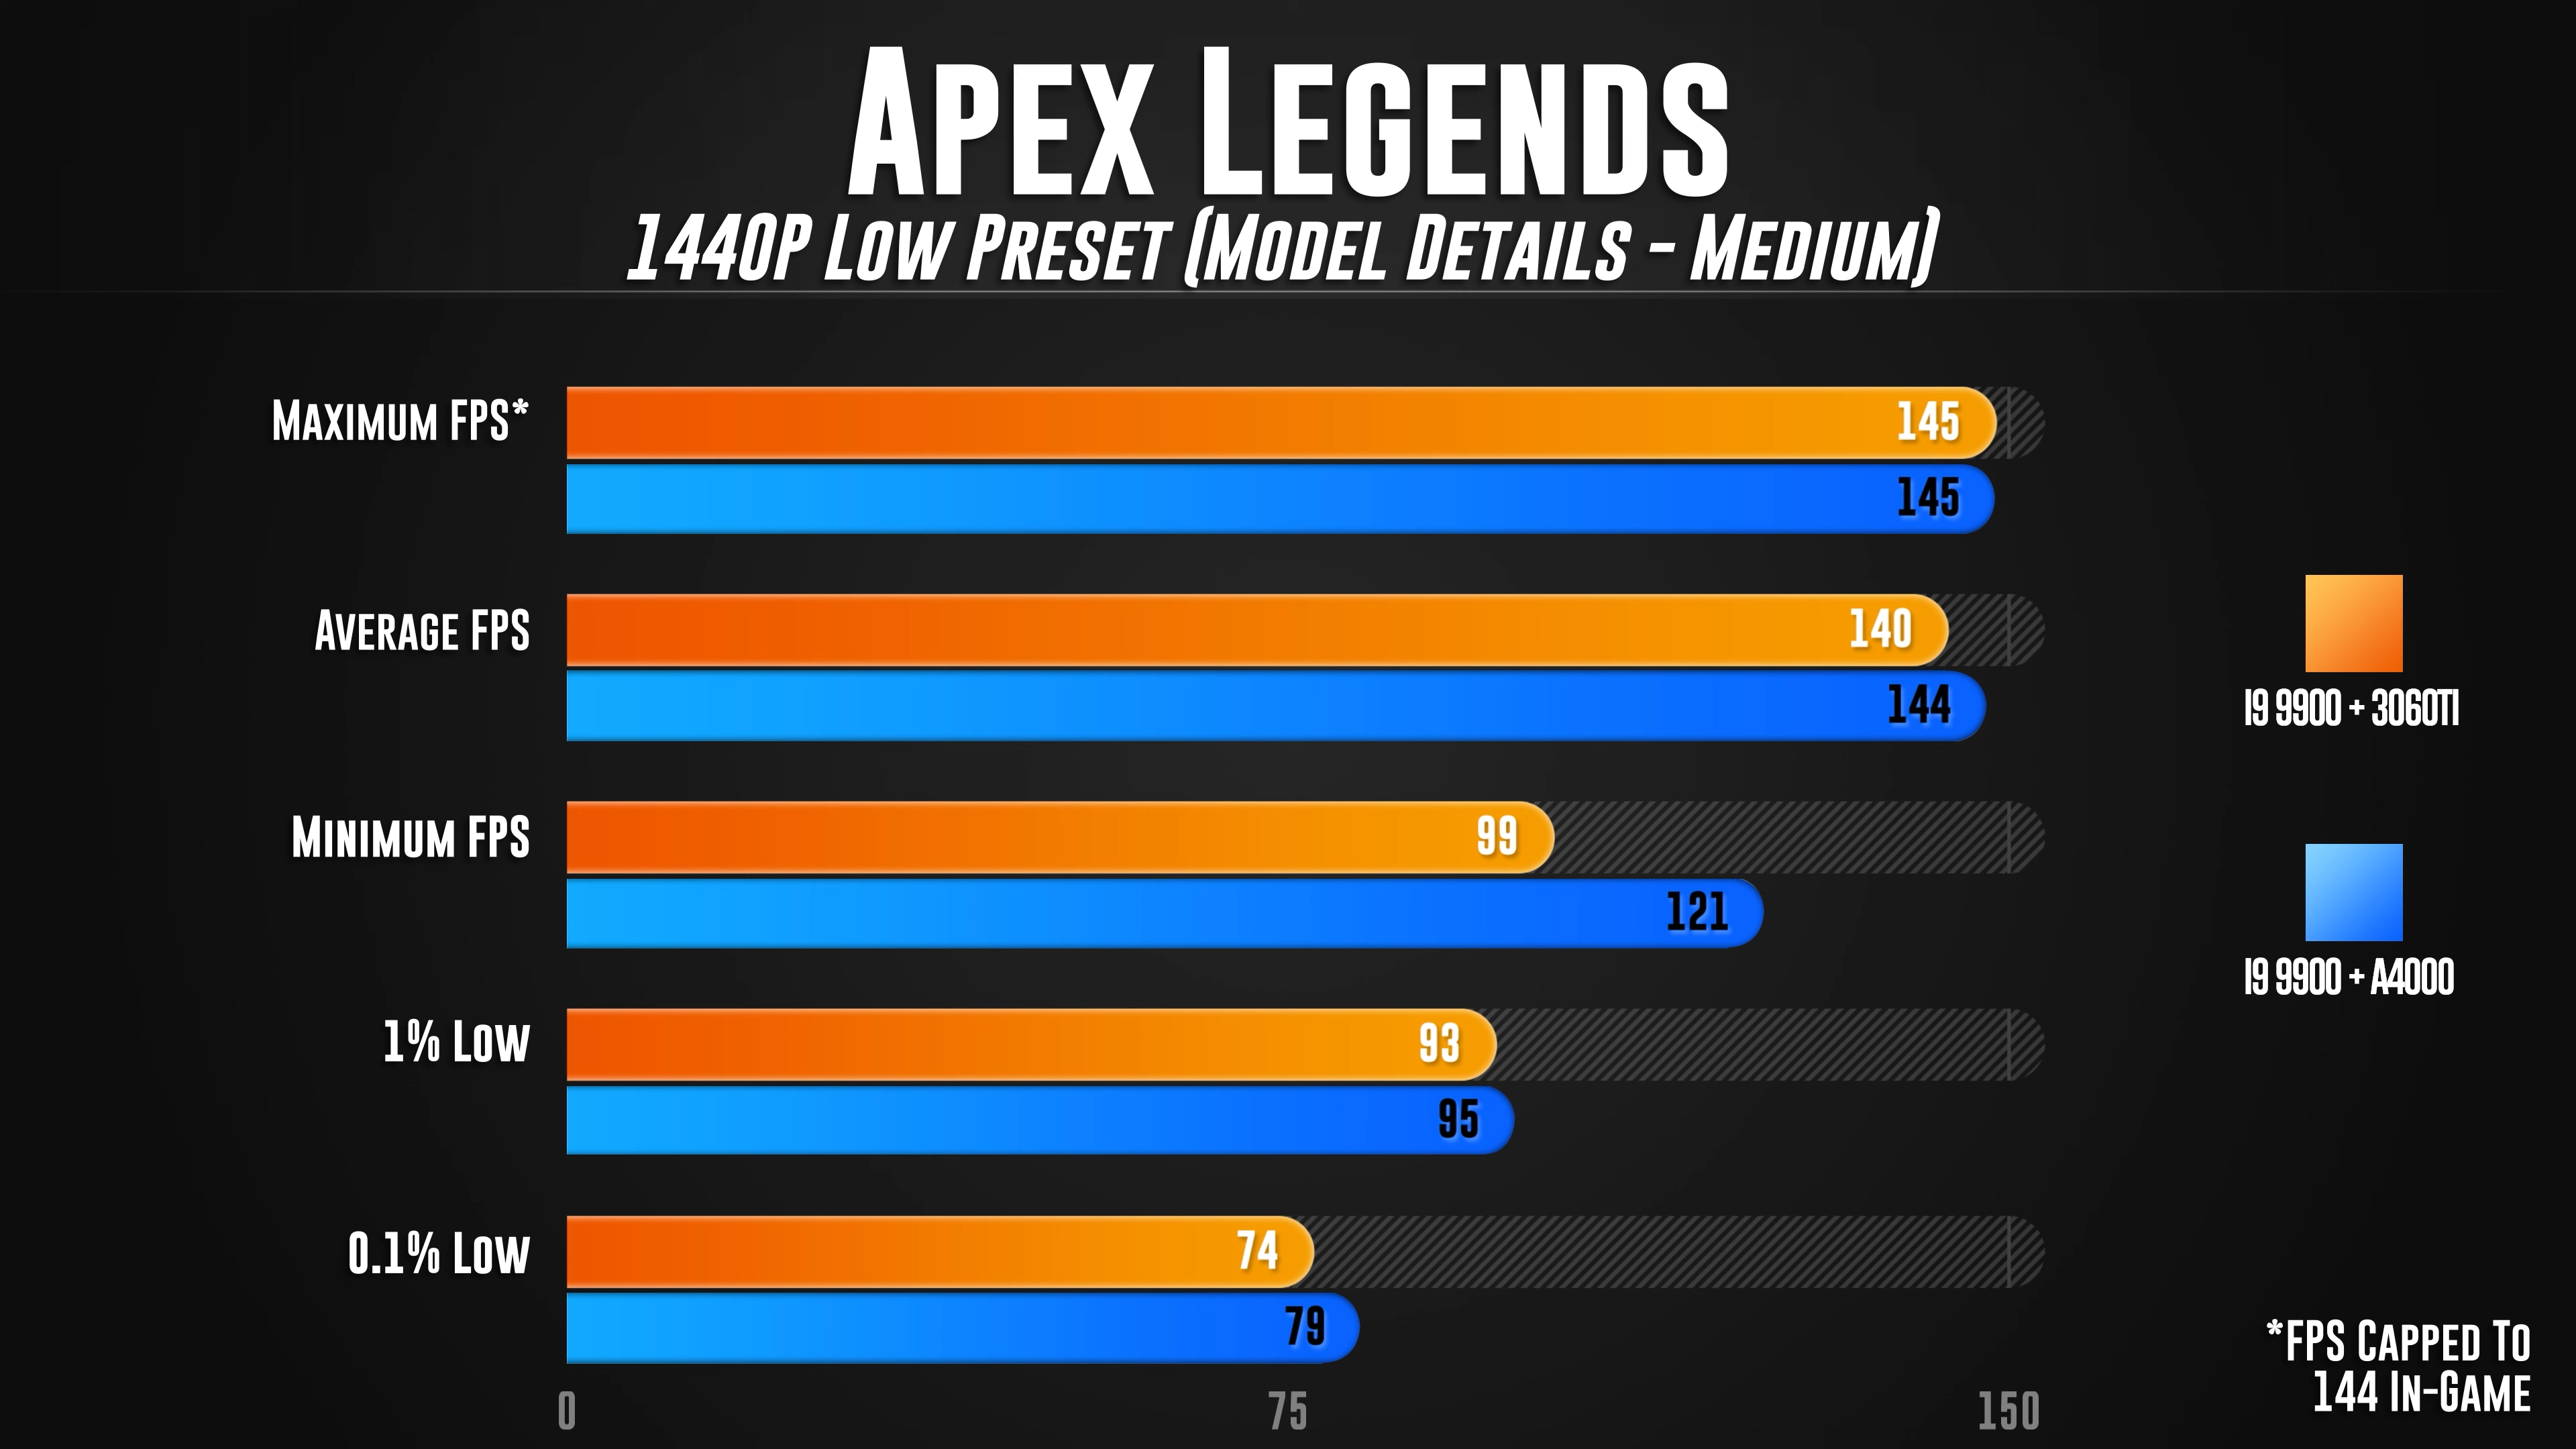 Apex Legends
1440p Low Preset (Model Details - Medium)
Maximum FPS*
145
145
Average FPS
140
144
Minimum FPS
99
121
1% Low
93
95
0.1% Low
74
79
0 75 150
I9 9900 + 3060TI
I9 9900 + A4000
*FPS Capped To
144 In-Game